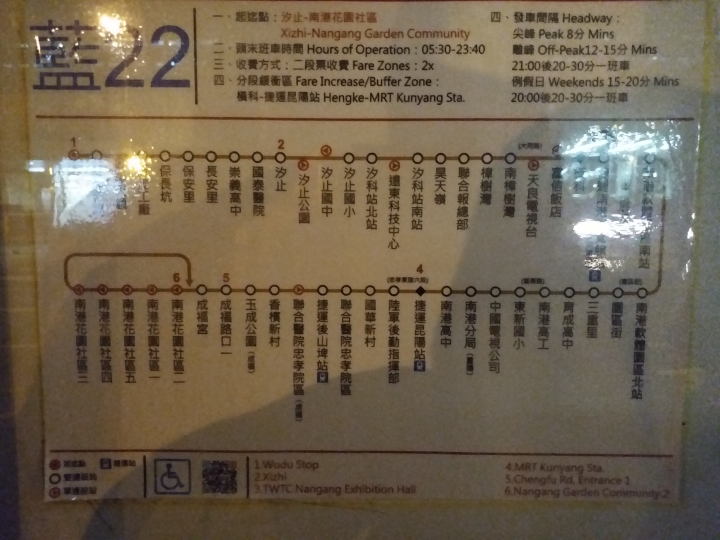 藍22
一、起訖點：汐止-南港花園社區
Xizhi-Nangang Garden Community
二、頭末班車時間 Hours of Operation：05:30-23:40
三、收費方式：二段票收費 Fare Zones：2x
四、分段緩衝區 Fare Increase/Buffer Zone：
橫科-捷運昆陽站 Hengke-MRT Kunyang Sta.
四、發車間隔 Headway：
尖峰 Peak 8分 Mins
離峰 Off-Peak12-15分 Mins
21:00後20-30分一班車
例假日 Weekends 15-20分 Mins
20:00後20-30分一班車
1
工廠
保長坑
保安里
長安里
崇義高中
國泰醫院
2
汐止
汐止公園
汐止國中
汐止國小
汐科站北站
遠東科技中心
汐科站南站
昊天嶺
聯合報總部
樟樹灣
南樟樹灣
天良電視台
富信飯店
南港軟體園區北站
園區街
三重里
育成高中
南港高工
東新國小
中國電視公司
南港分局
南港高中
4
捷運昆陽站
陸軍後勤指揮部
國華新村
聯合醫院忠孝院區
捷運後山埤站
聯合醫院忠孝院區
玉成公園
香檳新村
5
成福路口一
成福宮
6
南港花園社區二
南港花園社區一
南港花園社區五
南港花園社區四
南港花園社區三
捷運站
1.Wudu Stop
2.Xizhi
3.TWTC Nangang Exhibition Hall
4.MRT Kunyang Sta.
5.Chengfu Rd. Entrance 1
6.Nangang Garden Community 2